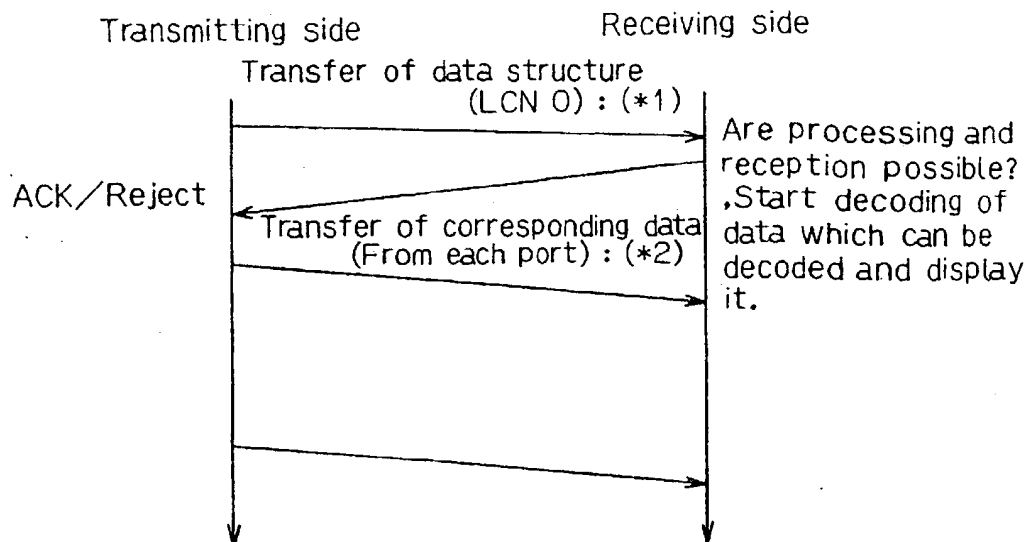 Transmitting side
Receiving side
Transfer of data structure
(LCN 0) : (*1)
Are processing and
reception possible?
ACK/Reject
,Start decoding of
Transfer of corresponding data
data which can be
(From each port) : (*2)
decoded and display
it.